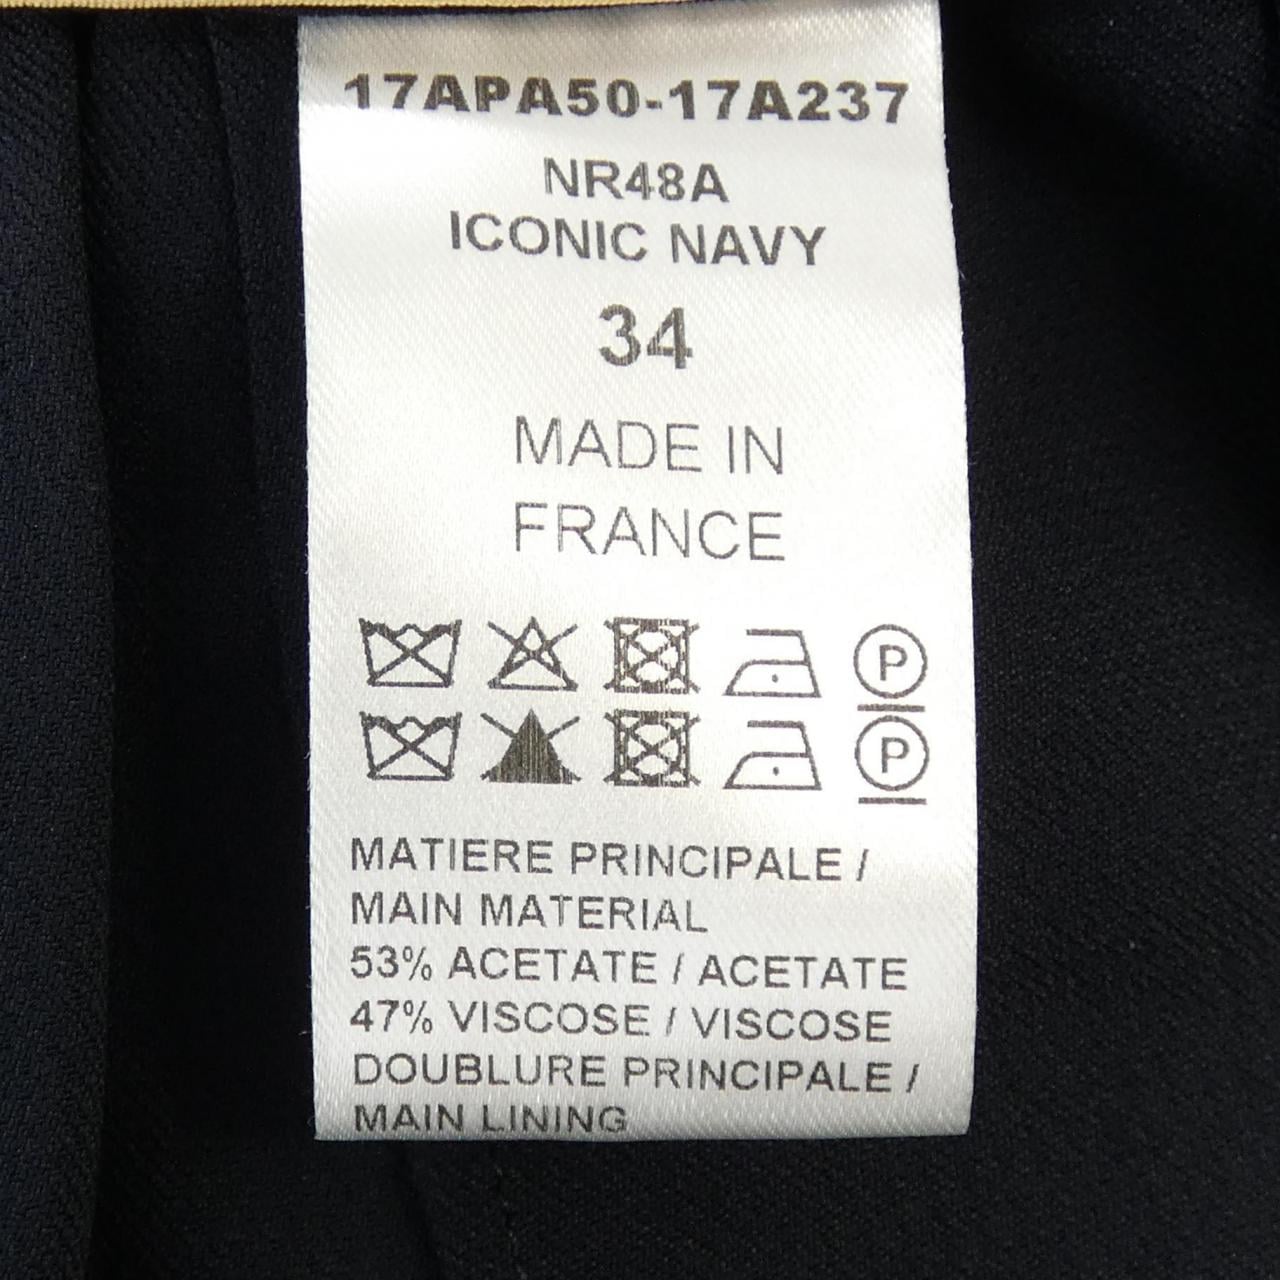 17APA50-17A237
NR48A
ICONIC NAVY
34
MADE IN
FRANCE
P
P
MATIERE PRINCIPALE /
MAIN MATERIAL
53% ACETATE / ACETATE
47% VISCOSE / VISCOSE
DOUBLURE PRINCIPALE /
MAIN LINING